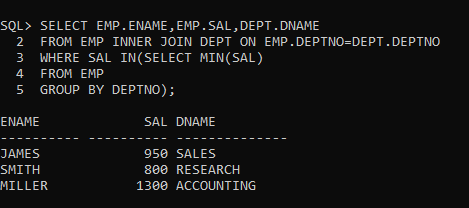 SQL> SELECT EMP.ENAME,EMP.SAL,DEPT.DNAME
  2  FROM EMP INNER JOIN DEPT ON EMP.DEPTNO=DEPT.DEPTNO
  3  WHERE SAL IN(SELECT MIN(SAL)
  4  FROM EMP
  5  GROUP BY DEPTNO);
ENAME             SAL DNAME
---------- ---------- --------------
JAMES             950 SALES
SMITH             800 RESEARCH
MILLER           1300 ACCOUNTING